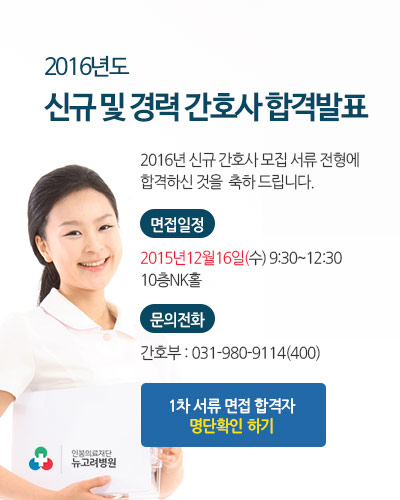 2016년도
신규 및 경력 간호사 합격발표
2016년 신규 간호사 모집 서류 전형에
합격하신 것을 축하 드립니다.
면접일정
2015년12월16일(수) 9:30~12:30
10층NK홀
문의전화
간호부 : 031-980-9114(400)
1차 서류 면접 합격자
명단확인 하기
인봉의료재단
뉴고려병원